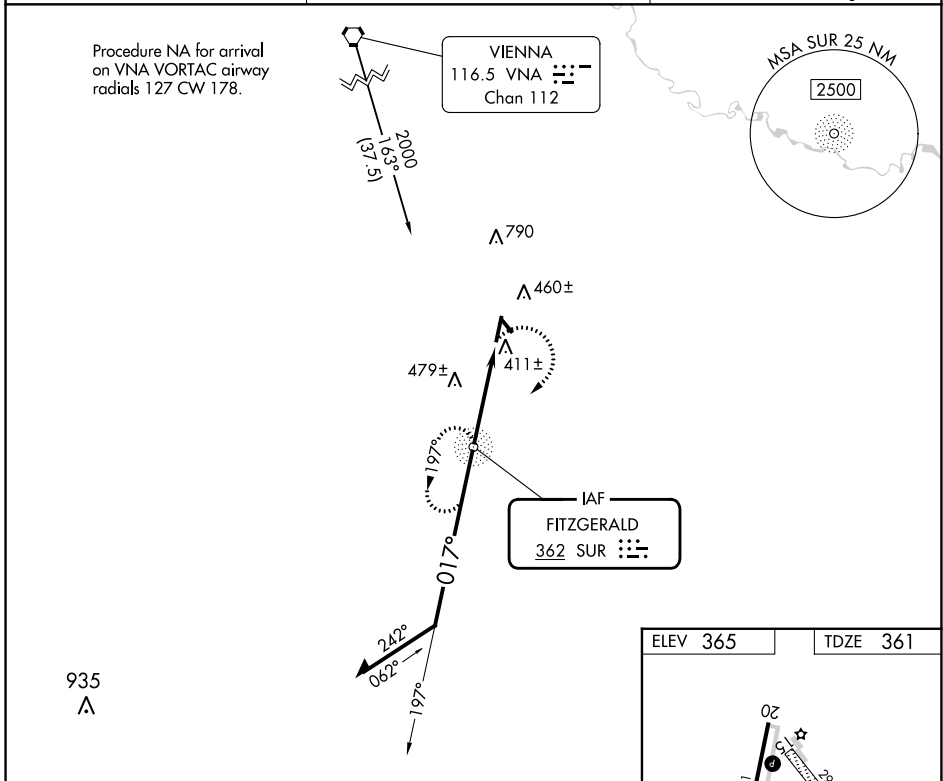 Procedure NA for arrival
on VNA VORTAC airway
radials 127 CW 178.
VIENNA
116.5 VNA
Chan 112
MSA SUR 25 NM
2500
2000
163°
(37.5)
790
460±
411±
479±
197°
IAF
FITZGERALD
362 SUR
017°
242°
062°
197°
935
ELEV 365
TDZE 361
20
15
P